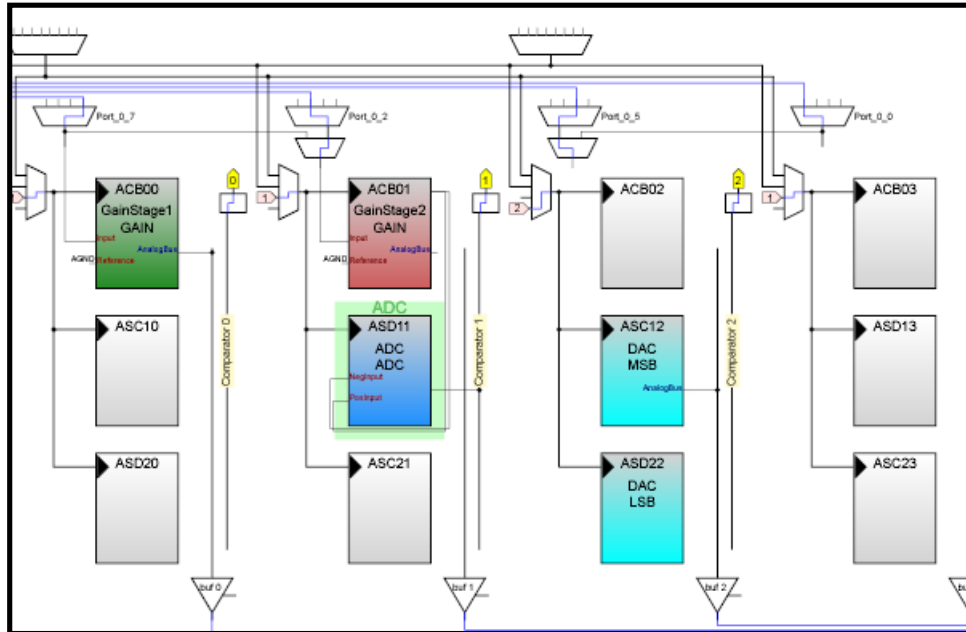 Port_0_7
Port_0_2
Port_0_5
Port_0_0
0
1
1
2
2
1
ACB00
GainStage1
GAIN
Input
AnalogBus
AGND
Reference
ACB01
GainStage2
GAIN
Input
AnalogBus
AGND
Reference
ACB02
ACB03
Comparator 0
Comparator 1
Comparator 2
ASC10
ADC
ASD11
ADC
ADC
NegInput
PosInput
ASC12
DAC
MSB
AnalogBus
ASD13
ASD20
ASC21
ASD22
DAC
LSB
ASC23
buf 0
buf 1
buf 2